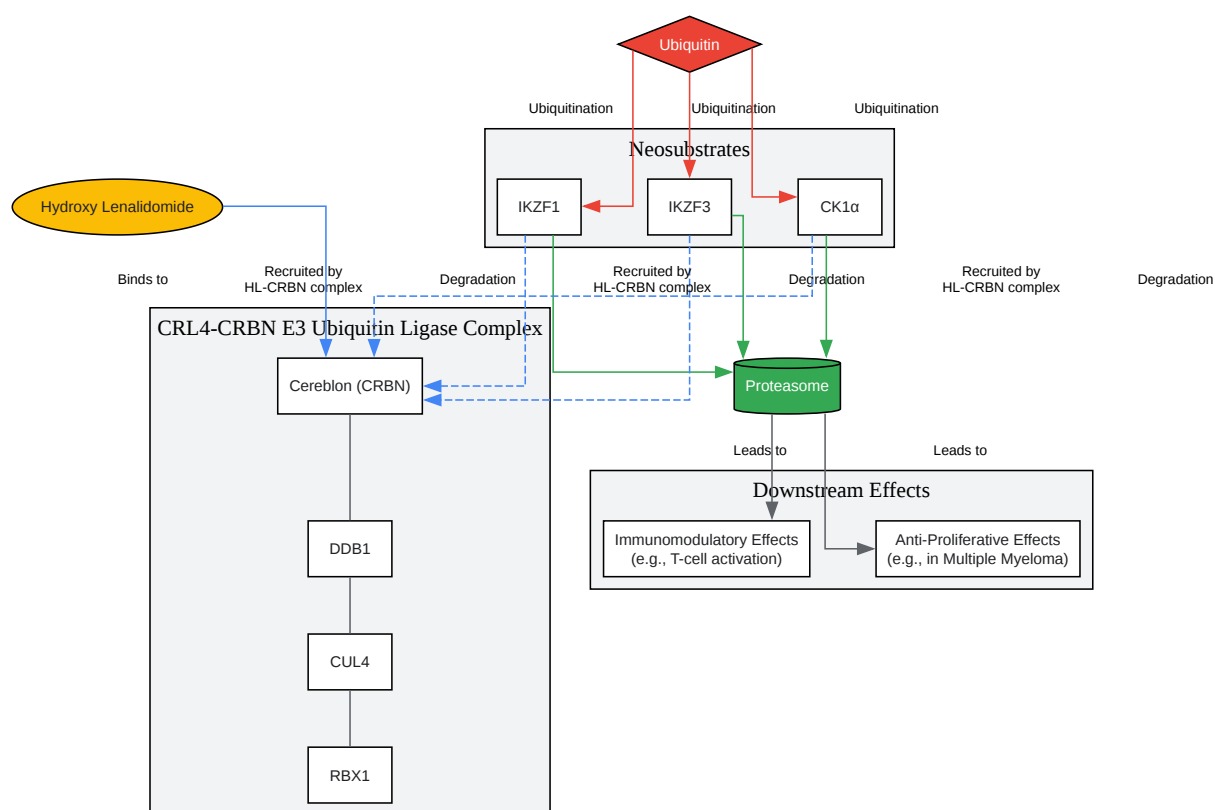 Ubiquitin
Ubiquitination
Ubiquitination
Ubiquitination
Neosubstrates
Hydroxy Lenalidomide
IKZF1
IKZF3
CK1α
Binds to
Recruited by
HL-CRBN complex
Degradation
Recruited by
HL-CRBN complex
Degradation
Recruited by
HL-CRBN complex
Degradation
CRL4-CRBN E3 Ubiquitin Ligase Complex
Cereblon (CRBN)
Proteasome
Leads to
Leads to
Downstream Effects
Immunomodulatory Effects
(e.g., T-cell activation)
Anti-Proliferative Effects
(e.g., in Multiple Myeloma)
DDB1
CUL4
RBX1